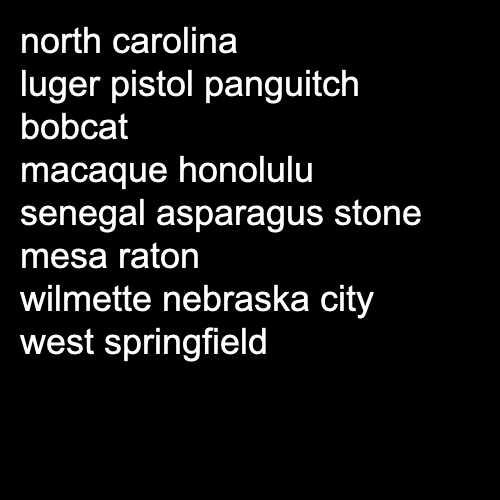 north carolina
luger pistol panguitch
bobcat
macaque honolulu
senegal asparagus stone
mesa raton
wilmette nebraska city
west springfield